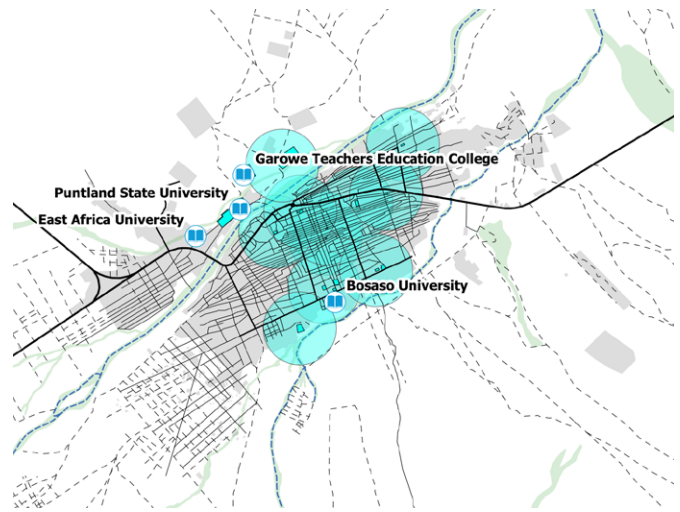 Garowe Teachers Education College
Puntland State University
East Africa University
Bosaso University